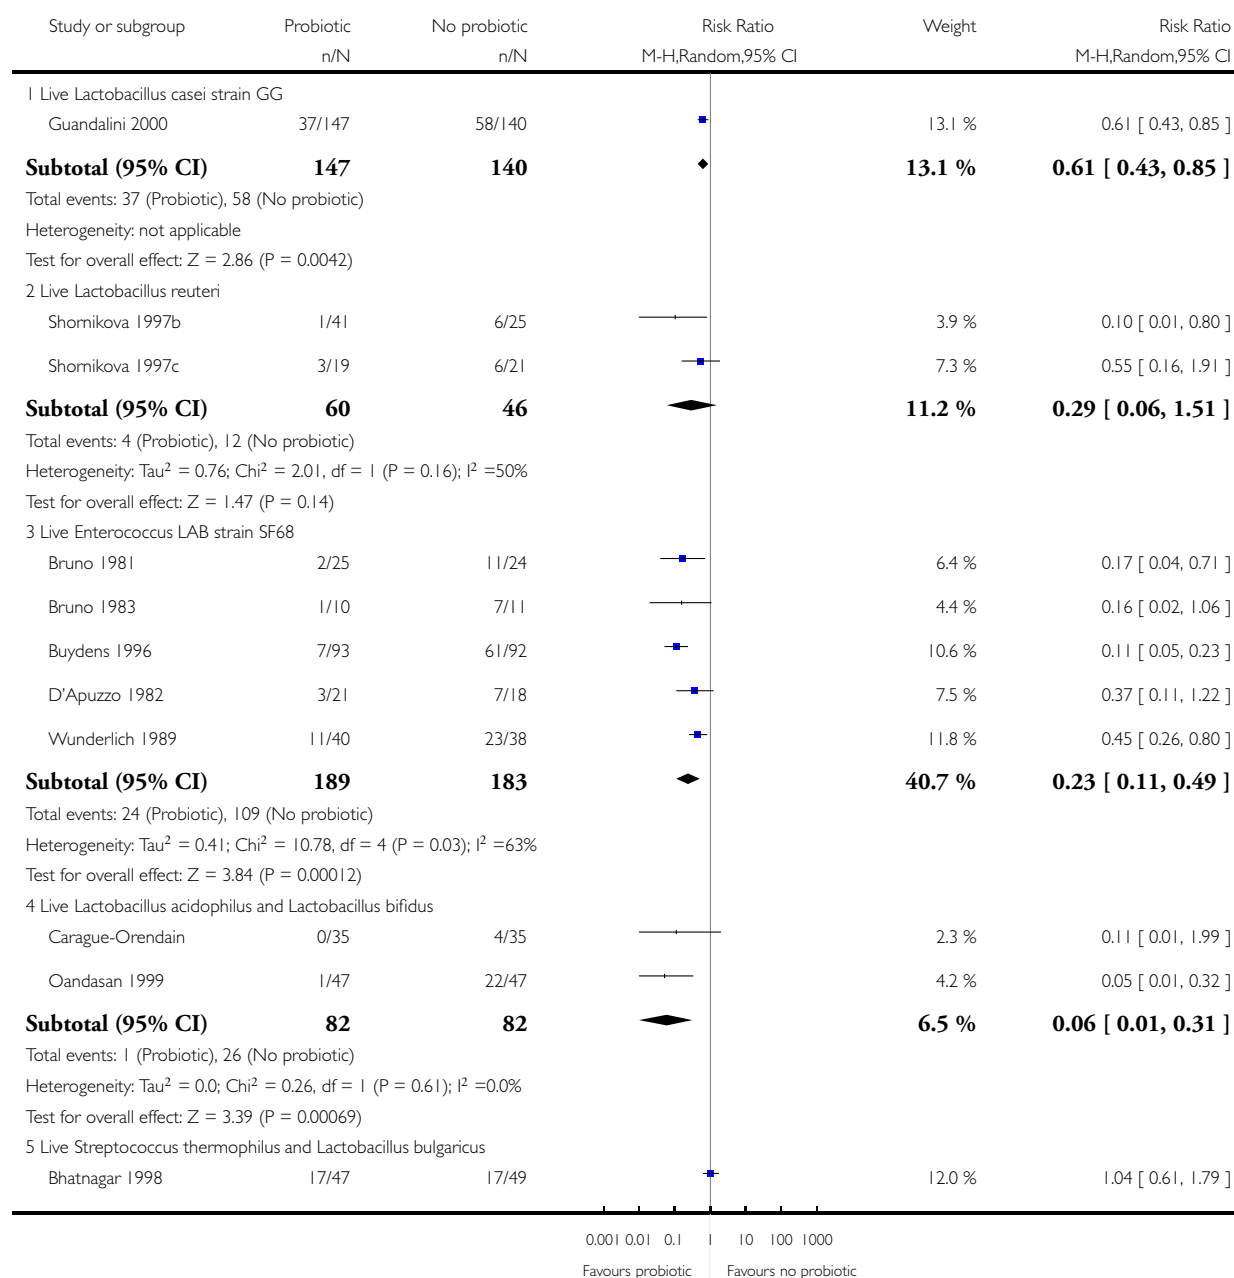 Study or subgroup Probiotic No probiotic Risk Ratio Weight Risk Ratio
n/N n/N M-H,Random,95% CI M-H,Random,95% CI
1 Live Lactobacillus casei strain GG
Guandalini 2000 37/147 58/140 13.1 % 0.61 [ 0.43, 0.85 ]
Subtotal (95% CI) 147 140 13.1 % 0.61 [ 0.43, 0.85 ]
Total events: 37 (Probiotic), 58 (No probiotic)
Heterogeneity: not applicable
Test for overall effect: Z = 2.86 (P = 0.0042)
2 Live Lactobacillus reuteri
Shornikova 1997b 1/41 6/25 3.9 % 0.10 [ 0.01, 0.80 ]
Shornikova 1997c 3/19 6/21 7.3 % 0.55 [ 0.16, 1.91 ]
Subtotal (95% CI) 60 46 11.2 % 0.29 [ 0.06, 1.51 ]
Total events: 4 (Probiotic), 12 (No probiotic)
Heterogeneity: Tau² = 0.76; Chi² = 2.01, df = 1 (P = 0.16); I² =50%
Test for overall effect: Z = 1.47 (P = 0.14)
3 Live Enterococcus LAB strain SF68
Bruno 1981 2/25 11/24 6.4 % 0.17 [ 0.04, 0.71 ]
Bruno 1983 1/10 7/11 4.4 % 0.16 [ 0.02, 1.06 ]
Buydens 1996 7/93 61/92 10.6 % 0.11 [ 0.05, 0.23 ]
D'Apuzzo 1982 3/21 7/18 7.5 % 0.37 [ 0.11, 1.22 ]
Wunderlich 1989 11/40 23/38 11.8 % 0.45 [ 0.26, 0.80 ]
Subtotal (95% CI) 189 183 40.7 % 0.23 [ 0.11, 0.49 ]
Total events: 24 (Probiotic), 109 (No probiotic)
Heterogeneity: Tau² = 0.41; Chi² = 10.78, df = 4 (P = 0.03); I² =63%
Test for overall effect: Z = 3.84 (P = 0.00012)
4 Live Lactobacillus acidophilus and Lactobacillus bifidus
Carague-Orendain 0/35 4/35 2.3 % 0.11 [ 0.01, 1.99 ]
Oandasan 1999 1/47 22/47 4.2 % 0.05 [ 0.01, 0.32 ]
Subtotal (95% CI) 82 82 6.5 % 0.06 [ 0.01, 0.31 ]
Total events: 1 (Probiotic), 26 (No probiotic)
Heterogeneity: Tau² = 0.0; Chi² = 0.26, df = 1 (P = 0.61); I² =0.0%
Test for overall effect: Z = 3.39 (P = 0.00069)
5 Live Streptococcus thermophilus and Lactobacillus bulgaricus
Bhatnagar 1998 17/47 17/49 12.0 % 1.04 [ 0.61, 1.79 ]
0.001 0.01 0.1 1 10 100 1000
Favours probiotic Favours no probiotic